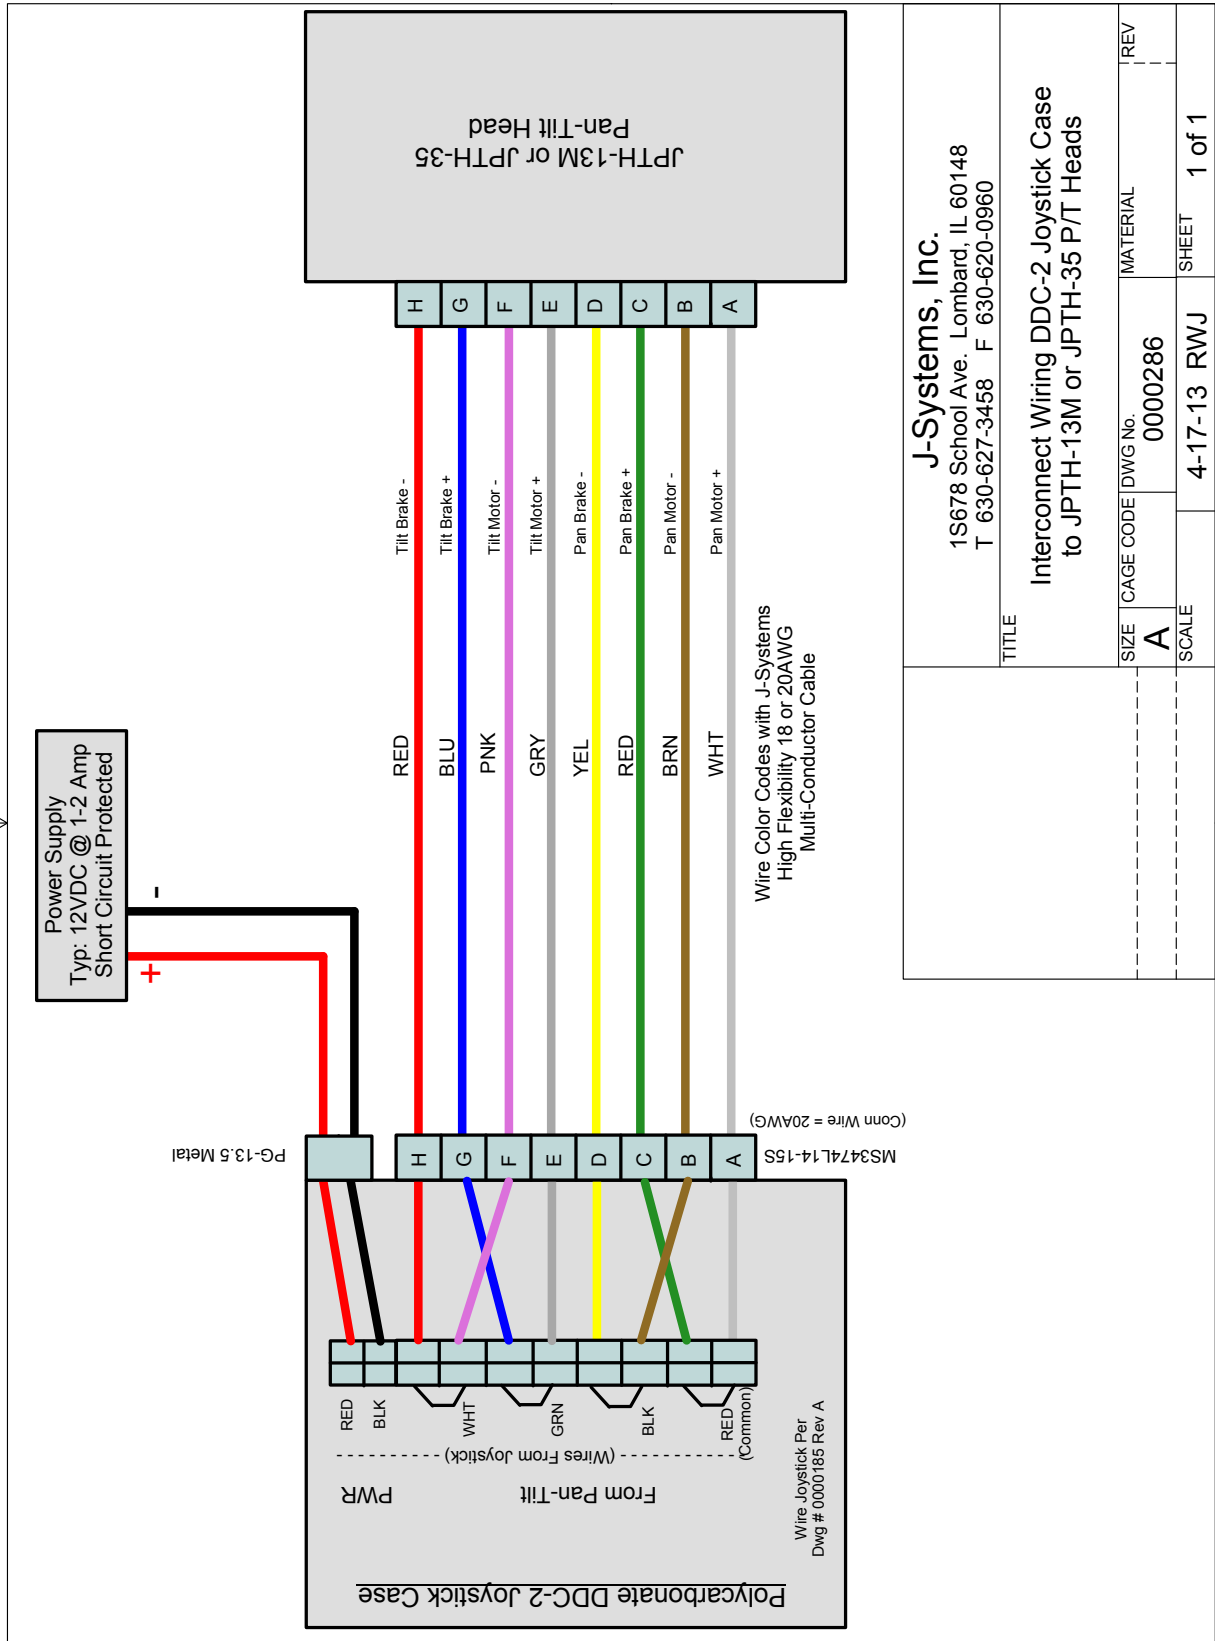 Power Supply
Typ: 12VDC @ 1-2 Amp
Short Circuit Protected
+
-
JPTH-13M or JPTH-35
Pan-Tilt Head
H
G
F
E
D
C
B
A
Tilt Brake -
Tilt Brake +
Tilt Motor -
Tilt Motor +
Pan Brake -
Pan Brake +
Pan Motor -
Pan Motor +
RED
BLU
PNK
GRY
YEL
RED
BRN
WHT
Wire Color Codes with J-Systems
High Flexibility 18 or 20AWG
Multi-Conductor Cable
PG-13.5 Metal
MS3474L14-15S
(Conn Wire = 20AWG)
H
G
F
E
D
C
B
A
RED
BLK
WHT
GRN
BLK
RED
(Common)
(Wires From Joystick)
PWR
From Pan-Tilt
Wire Joystick Per
Dwg # 0000185 Rev A
Polycarbonate DDC-2 Joystick Case
J-Systems, Inc.
1S678 School Ave. Lombard, IL 60148
T 630-627-3458 F 630-620-0960
TITLE
Interconnect Wiring DDC-2 Joystick Case
to JPTH-13M or JPTH-35 P/T Heads
SIZE
A
CAGE CODE
DWG No.
0000286
MATERIAL
REV
SCALE
4-17-13 RWJ
SHEET
1 of 1